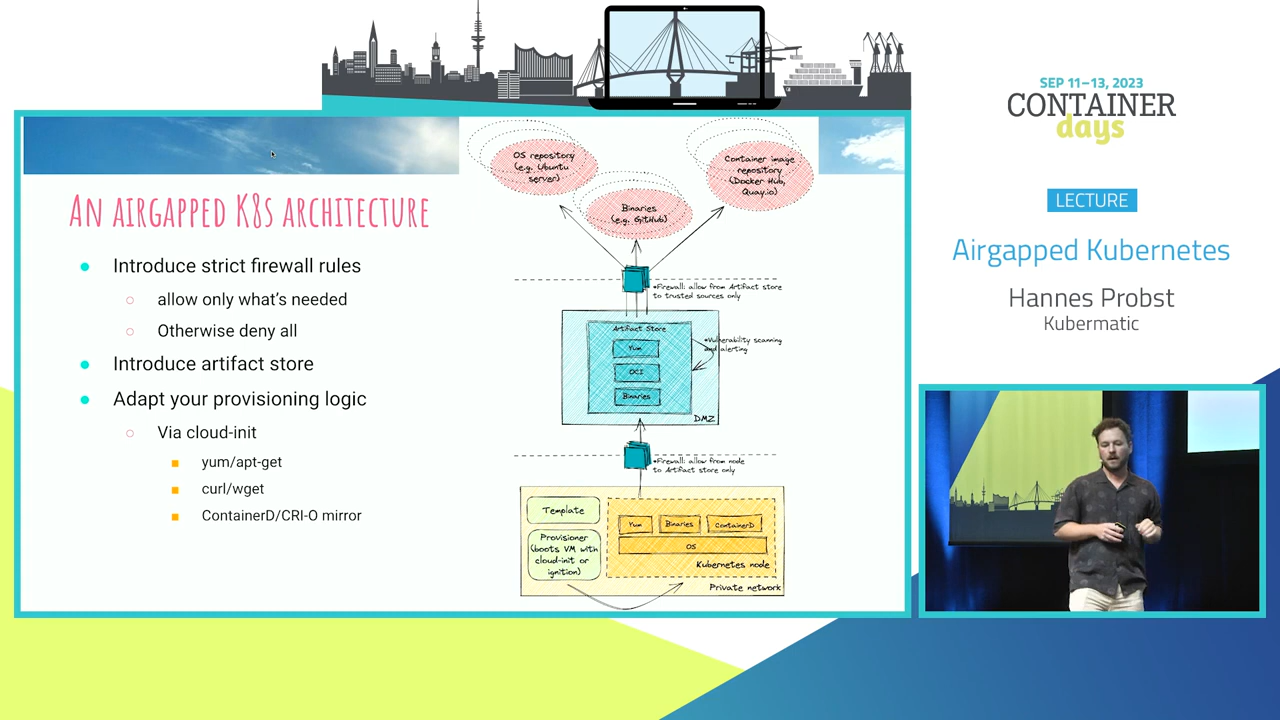 An airgapped K8s architecture
Introduce strict firewall rules
allow only what's needed
Otherwise deny all
Introduce artifact store
Adapt your provisioning logic
Via cloud-init
yum/apt-get
curl/wget
ContainerD/CRI-O mirror
OS repository
(e.g. Ubuntu
server)
Container image
repository
(Docker Hub,
Quay.io)
Binaries
(e.g. GitHub)
*Firewall: allow from Artifact store
to trusted sources only
Artifact Store
Yum
OCI
Binaries
*Vulnerability scanning
and alerting
DMZ
*Firewall: allow from node
to Artifact store only
Template
Provisioner
(boots VM with
cloud-init or
ignition)
Yum
Binaries
ContainerD
OS
Kubernetes node
Private network
SEP 11–13, 2023
CONTAINER
days
LECTURE
Airgapped Kubernetes
Hannes Probst
Kubermatic